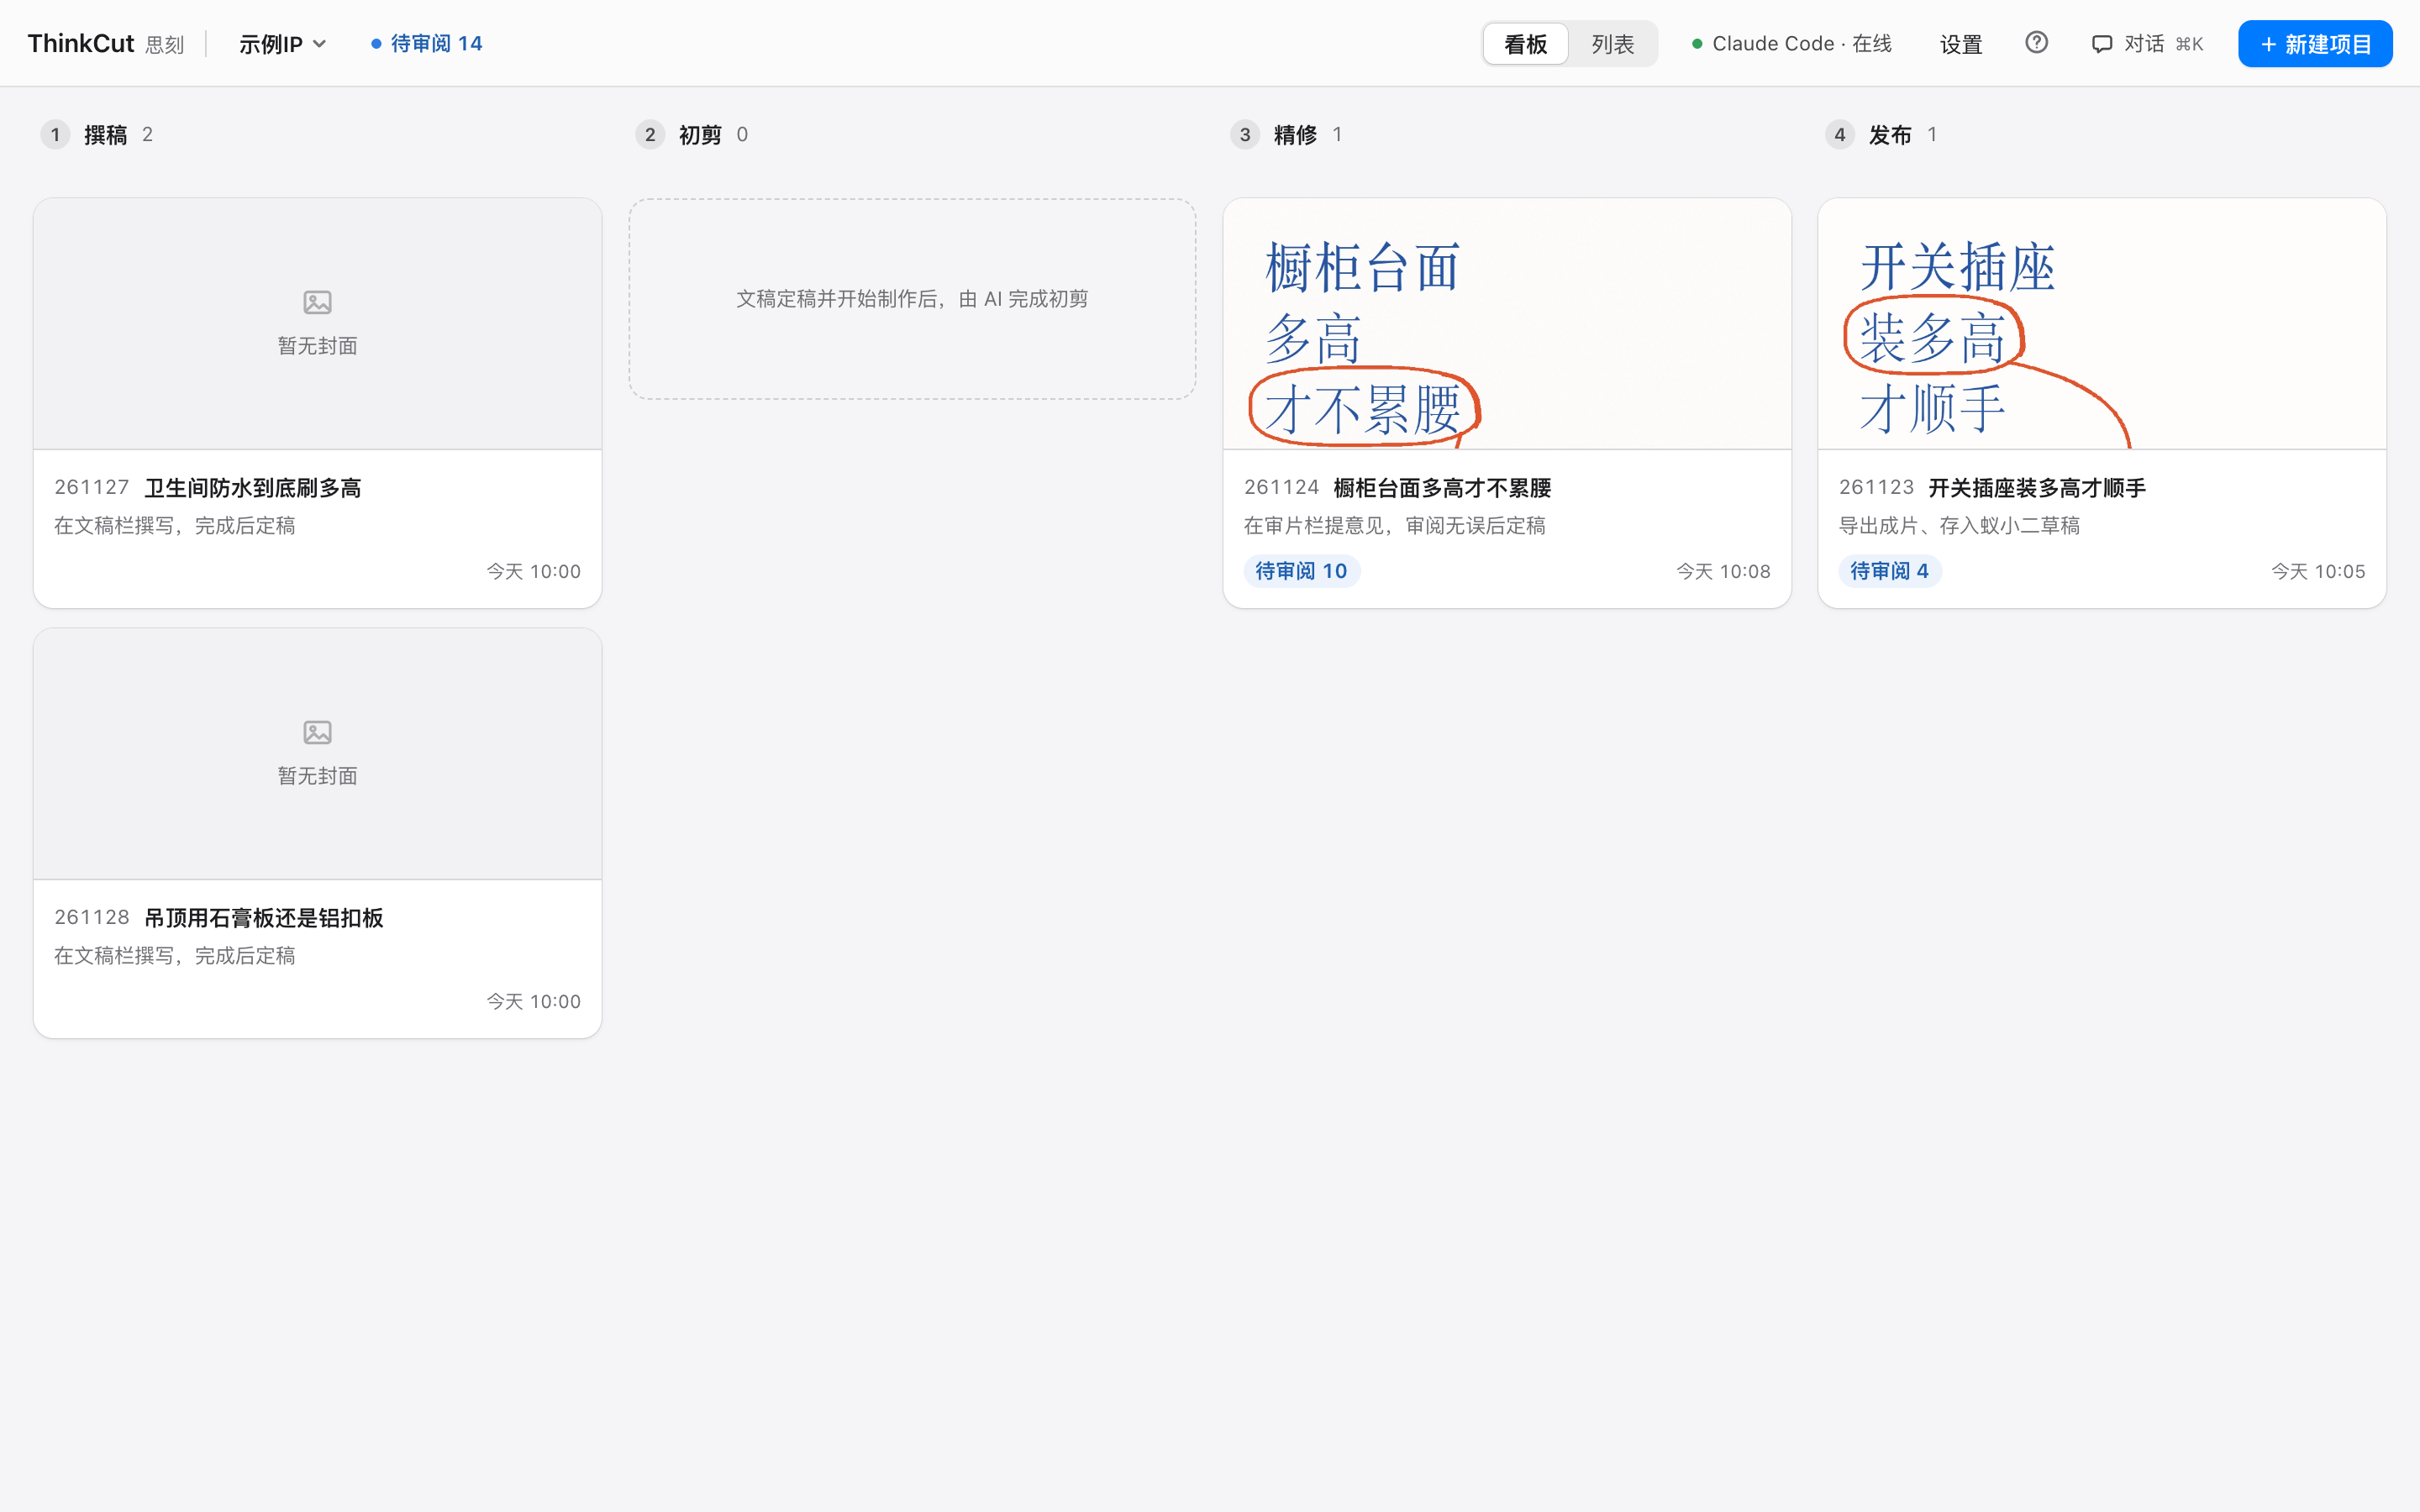 ThinkCut 思刻 示例IP 待审阅 14 看板 列表 Claude Code · 在线 设置 ? 对话 ⌘K + 新建项目
1 撰稿 2
暂无封面
261127 卫生间防水到底刷多高
在文稿栏撰写，完成后定稿
今天 10:00
暂无封面
261128 吊顶用石膏板还是铝扣板
在文稿栏撰写，完成后定稿
今天 10:00
2 初剪 0
文稿定稿并开始制作后，由 AI 完成初剪
3 精修 1
橱柜台面
多高
才不累腰
261124 橱柜台面多高才不累腰
在审片栏提意见，审阅无误后定稿
待审阅 10 今天 10:08
4 发布 1
开关插座
装多高
才顺手
261123 开关插座装多高才顺手
导出成片、存入蚁小二草稿
待审阅 4 今天 10:05